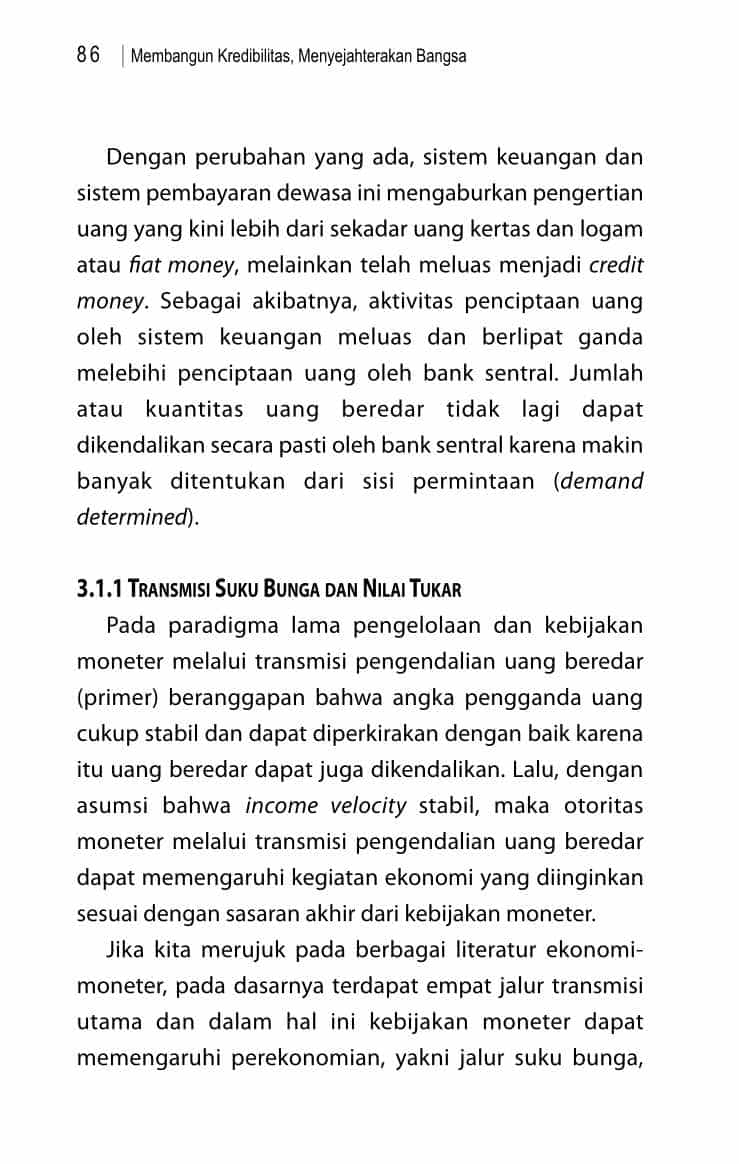 86 | Membangun Kredibilitas, Menyejahterakan Bangsa
Dengan perubahan yang ada, sistem keuangan dan
sistem pembayaran dewasa ini mengaburkan pengertian
uang yang kini lebih dari sekadar uang kertas dan logam
atau fiat money, melainkan telah meluas menjadi credit
money. Sebagai akibatnya, aktivitas penciptaan uang
oleh sistem keuangan meluas dan berlipat ganda
melebihi penciptaan uang oleh bank sentral. Jumlah
atau kuantitas uang beredar tidak lagi dapat
dikendalikan secara pasti oleh bank sentral karena makin
banyak ditentukan dari sisi permintaan (demand
determined).
3.1.1 Transmisi Suku Bunga dan Nilai Tukar
Pada paradigma lama pengelolaan dan kebijakan
moneter melalui transmisi pengendalian uang beredar
(primer) beranggapan bahwa angka pengganda uang
cukup stabil dan dapat diperkirakan dengan baik karena
itu uang beredar dapat juga dikendalikan. Lalu, dengan
asumsi bahwa income velocity stabil, maka otoritas
moneter melalui transmisi pengendalian uang beredar
dapat memengaruhi kegiatan ekonomi yang diinginkan
sesuai dengan sasaran akhir dari kebijakan moneter.
Jika kita merujuk pada berbagai literatur ekonomi-
moneter, pada dasarnya terdapat empat jalur transmisi
utama dan dalam hal ini kebijakan moneter dapat
memengaruhi perekonomian, yakni jalur suku bunga,